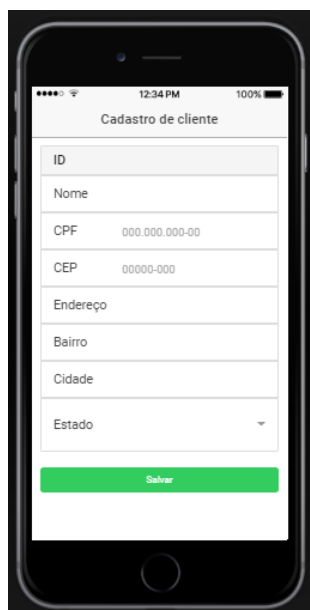 12:34 PM 100%
Cadastro de cliente
ID
Nome
CPF 000.000.000-00
CEP 00000-000
Endereço
Bairro
Cidade
Estado
Salvar